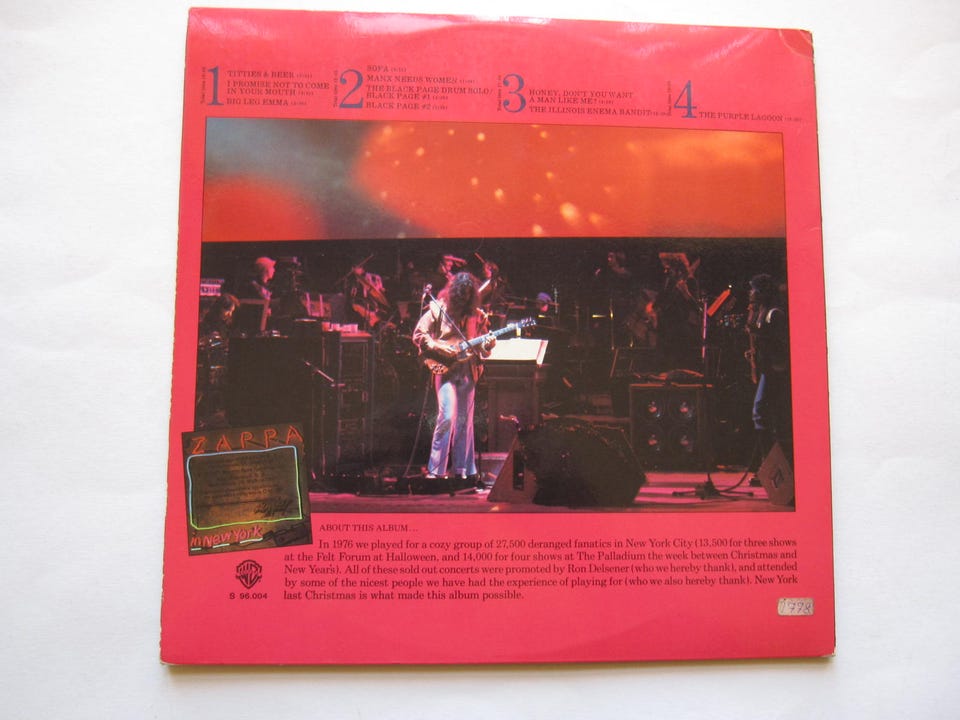 1
TITTIES & BEER
I PROMISE NOT TO COME
IN YOUR MOUTH
BIG LEG EMMA
2
SOFA
MANX NEEDS WOMEN
THE BLACK PAGE DRUM SOLO/
BLACK PAGE #1
BLACK PAGE #2
3
HONEY, DON'T YOU WANT
A MAN LIKE ME?
THE ILLINOIS ENEMA BANDIT
4
THE PURPLE LAGOON
ZAPPA
in New York
ABOUT THIS ALBUM...
In 1976 we played for a cozy group of 27,500 deranged fanatics in New York City (13,500 for three shows
at the Felt Forum at Halloween, and 14,000 for four shows at The Palladium the week between Christmas and
New Year's). All of these sold out concerts were promoted by Ron Delsener (who we hereby thank), and attended
by some of the nicest people we have had the experience of playing for (who we also hereby thank). New York
last Christmas is what made this album possible.
S 96.004
1778